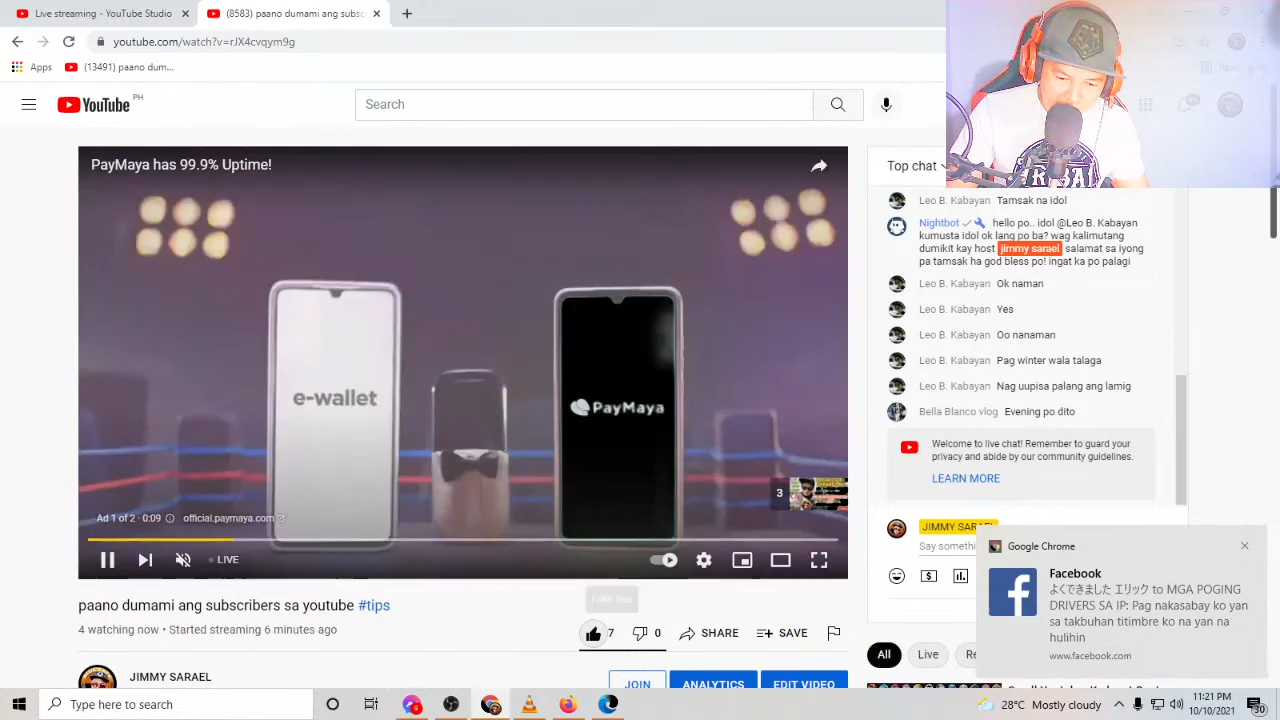 Live streaming - YouTube Studio
(8583) paano dumami ang subsc
youtube.com/watch?v=rJX4cvqym9g
Apps
(13491) paano dum...
YouTube PH
Search
PayMaya has 99.9% Uptime!
e-wallet
PayMaya
3
Ad 1 of 2 · 0:09
official.paymaya.com
LIVE
I like this
paano dumami ang subscribers sa youtube #tips
4 watching now • Started streaming 6 minutes ago
7
0
SHARE
SAVE
JIMMY SARAEL
JOIN
ANALYTICS
EDIT VIDEO
Top chat
Leo B. Kabayan Tamsak na idol
Nightbot hello po.. idol @Leo B. Kabayan
kumusta idol ok lang po ba? wag kalimutang
dumikit kay host jimmy sarael salamat sa iyong
pa tamsak ha god bless po! ingat ka po palagi
Leo B. Kabayan Ok naman
Leo B. Kabayan Yes
Leo B. Kabayan Oo nanaman
Leo B. Kabayan Pag winter wala talaga
Leo B. Kabayan Nag uupisa palang ang lamig
Bella Blanco vlog Evening po dito
Welcome to live chat! Remember to guard your
privacy and abide by our community guidelines.
LEARN MORE
JIMMY SARAEL
Say somethi
Google Chrome
Facebook
よくできました エリック to MGA POGING
DRIVERS SA IP: Pag nakasabay ko yan
sa takbuhan titimbre ko na yan na
hulihin
www.facebook.com
All
Live
Re
Type here to search
28°C Mostly cloudy
11:21 PM
10/10/2021
30